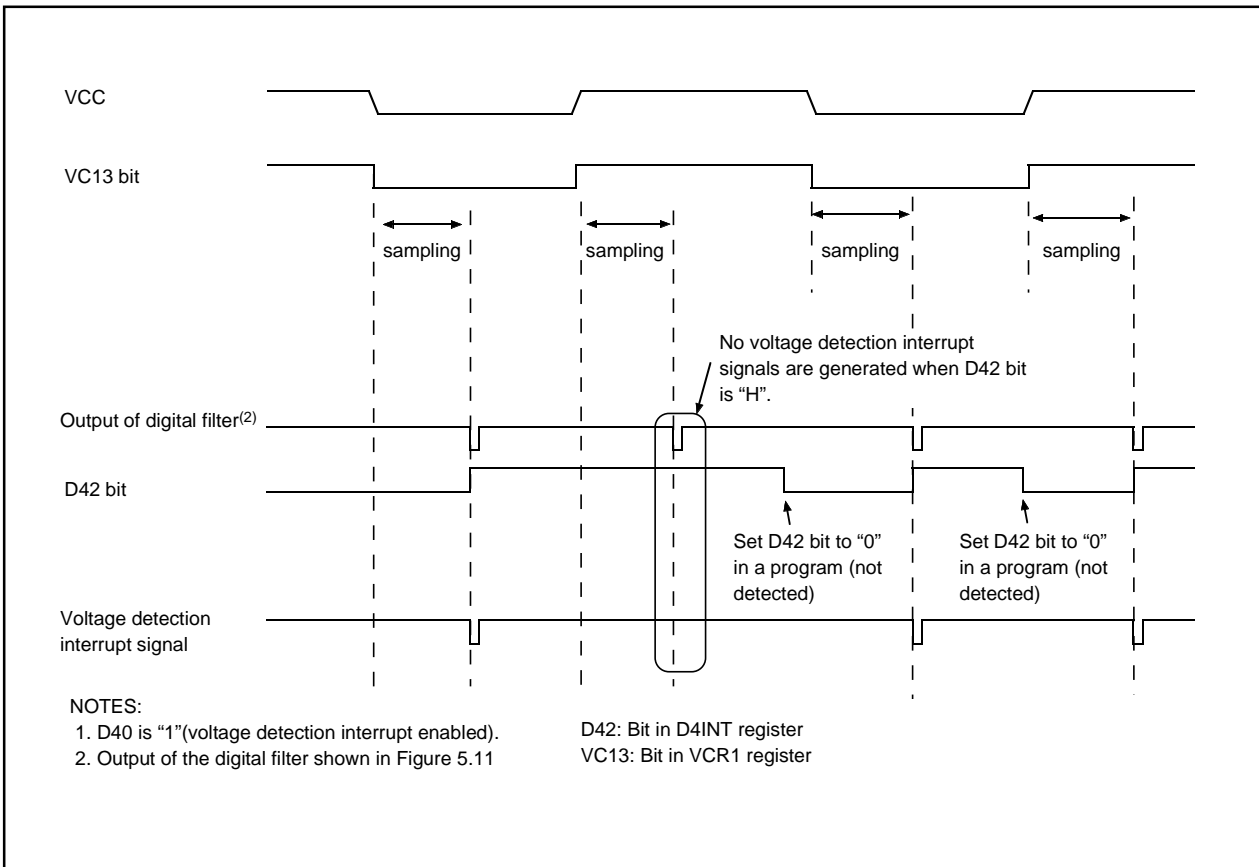 VCC
VC13 bit
sampling
sampling
sampling
sampling
No voltage detection interrupt
signals are generated when D42 bit
is “H”.
Output of digital filter(2)
D42 bit
Set D42 bit to “0”
in a program (not
detected)
Set D42 bit to “0”
in a program (not
detected)
Voltage detection
interrupt signal
NOTES:
1. D40 is “1”(voltage detection interrupt enabled).
2. Output of the digital filter shown in Figure 5.11
D42: Bit in D4INT register
VC13: Bit in VCR1 register